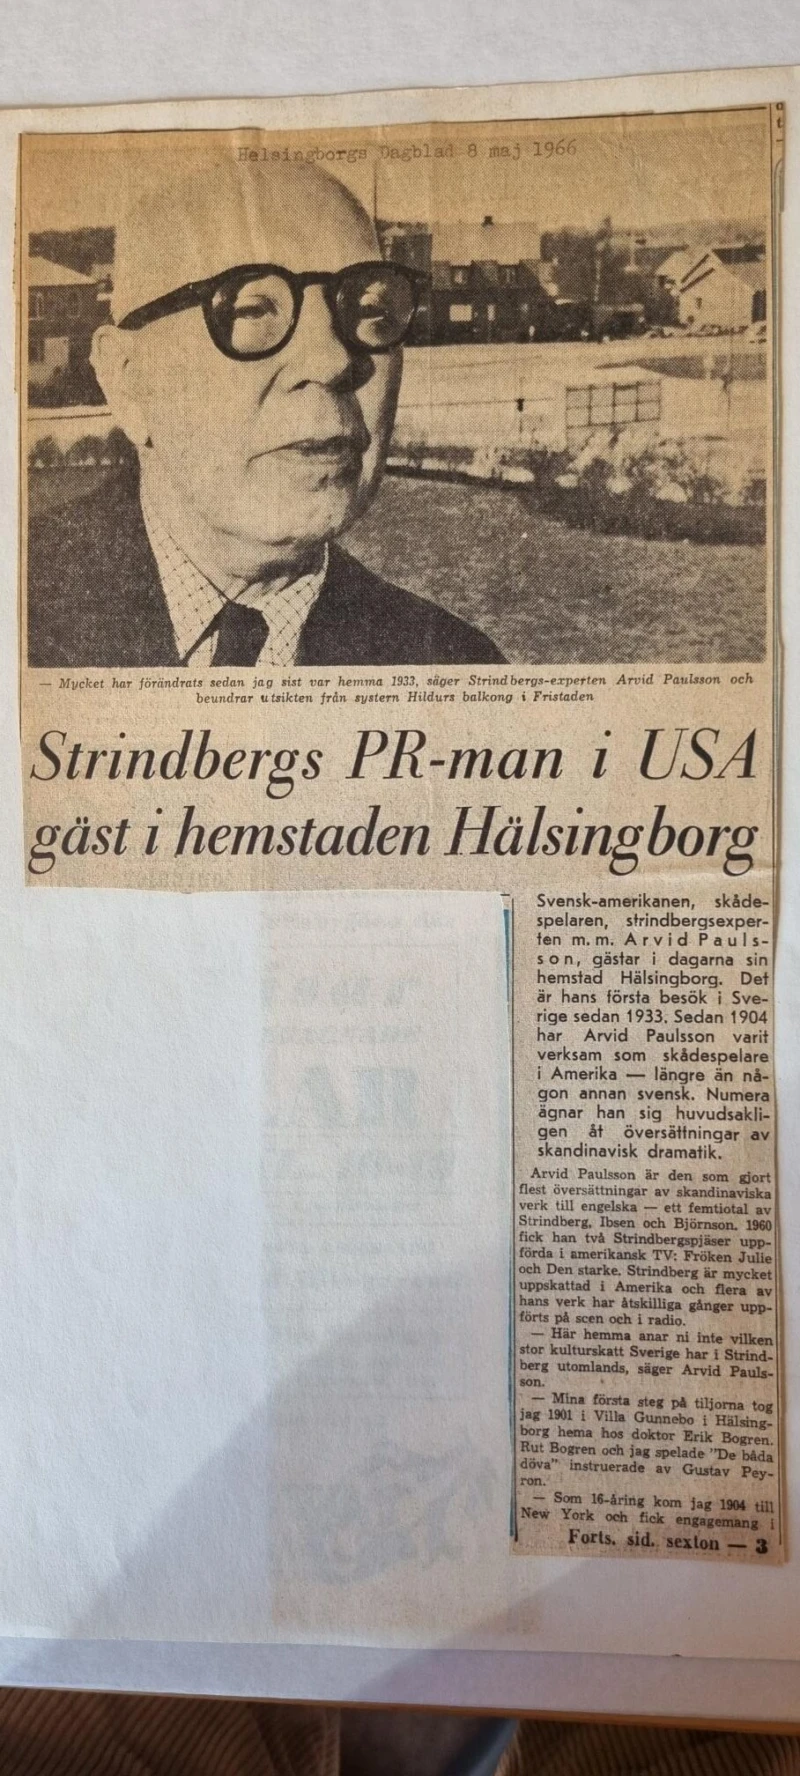 Helsingborgs Dagblad 8 maj 1966
— Mycket har förändrats sedan jag sist var hemma 1933, säger Strindbergs-experten Arvid Paulsson och
beundrar utsikten från systern Hildurs balkong i Fristaden
Strindbergs PR-man i USA
gäst i hemstaden Hälsingborg
Svensk-amerikanen, skåde-
spelaren, strindbergsexper-
ten m. m. Arvid Pauls-
son, gästar i dagarna sin
hemstad Hälsingborg. Det
är hans första besök i Sve-
rige sedan 1933. Sedan 1904
har Arvid Paulsson varit
verksam som skådespelare
i Amerika — längre än nå-
gon annan svensk. Numera
ägnar han sig huvudsakli-
gen åt översättningar av
skandinavisk dramatik.
Arvid Paulsson är den som gjort
flest översättningar av skandinaviska
verk till engelska — ett femtiotal av
Strindberg, Ibsen och Björnson. 1960
fick han två Strindbergspjäser upp-
förda i amerikansk TV: Fröken Julie
och Den starke. Strindberg är mycket
uppskattad i Amerika och flera av
hans verk har åtskilliga gånger upp-
förts på scen och i radio.
— Här hemma anar ni inte vilken
stor kulturskatt Sverige har i Strind-
berg utomlands, säger Arvid Pauls-
son.
— Mina första steg på tiljorna tog
jag 1901 i Villa Gunnebo i Hälsing-
borg hema hos doktor Erik Bogren.
Rut Bogren och jag spelade "De båda
döva" instruerade av Gustav Pey-
ron.
— Som 16-åring kom jag 1904 till
New York och fick engagemang i
Forts. sid. sexton — 3